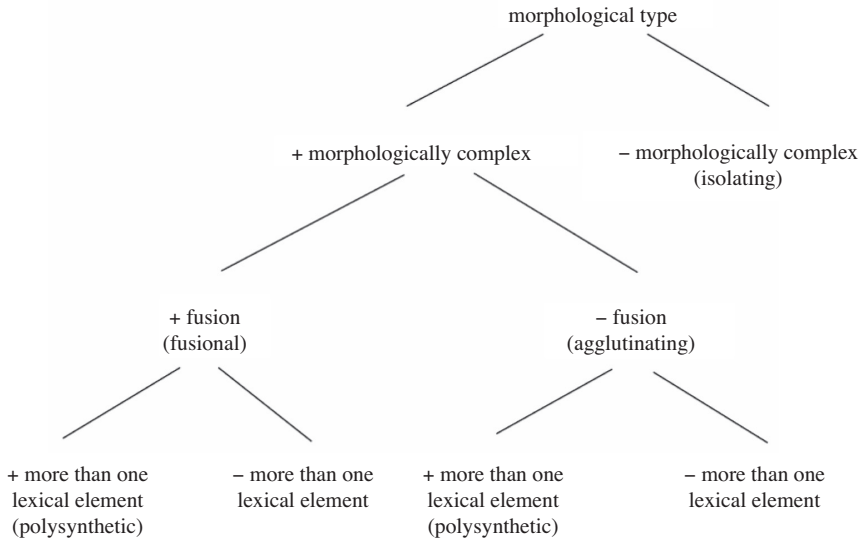 morphological type
+ morphologically complex
− morphologically complex
(isolating)
+ fusion
(fusional)
− fusion
(agglutinating)
+ more than one
lexical element
(polysynthetic)
− more than one
lexical element
+ more than one
lexical element
(polysynthetic)
− more than one
lexical element